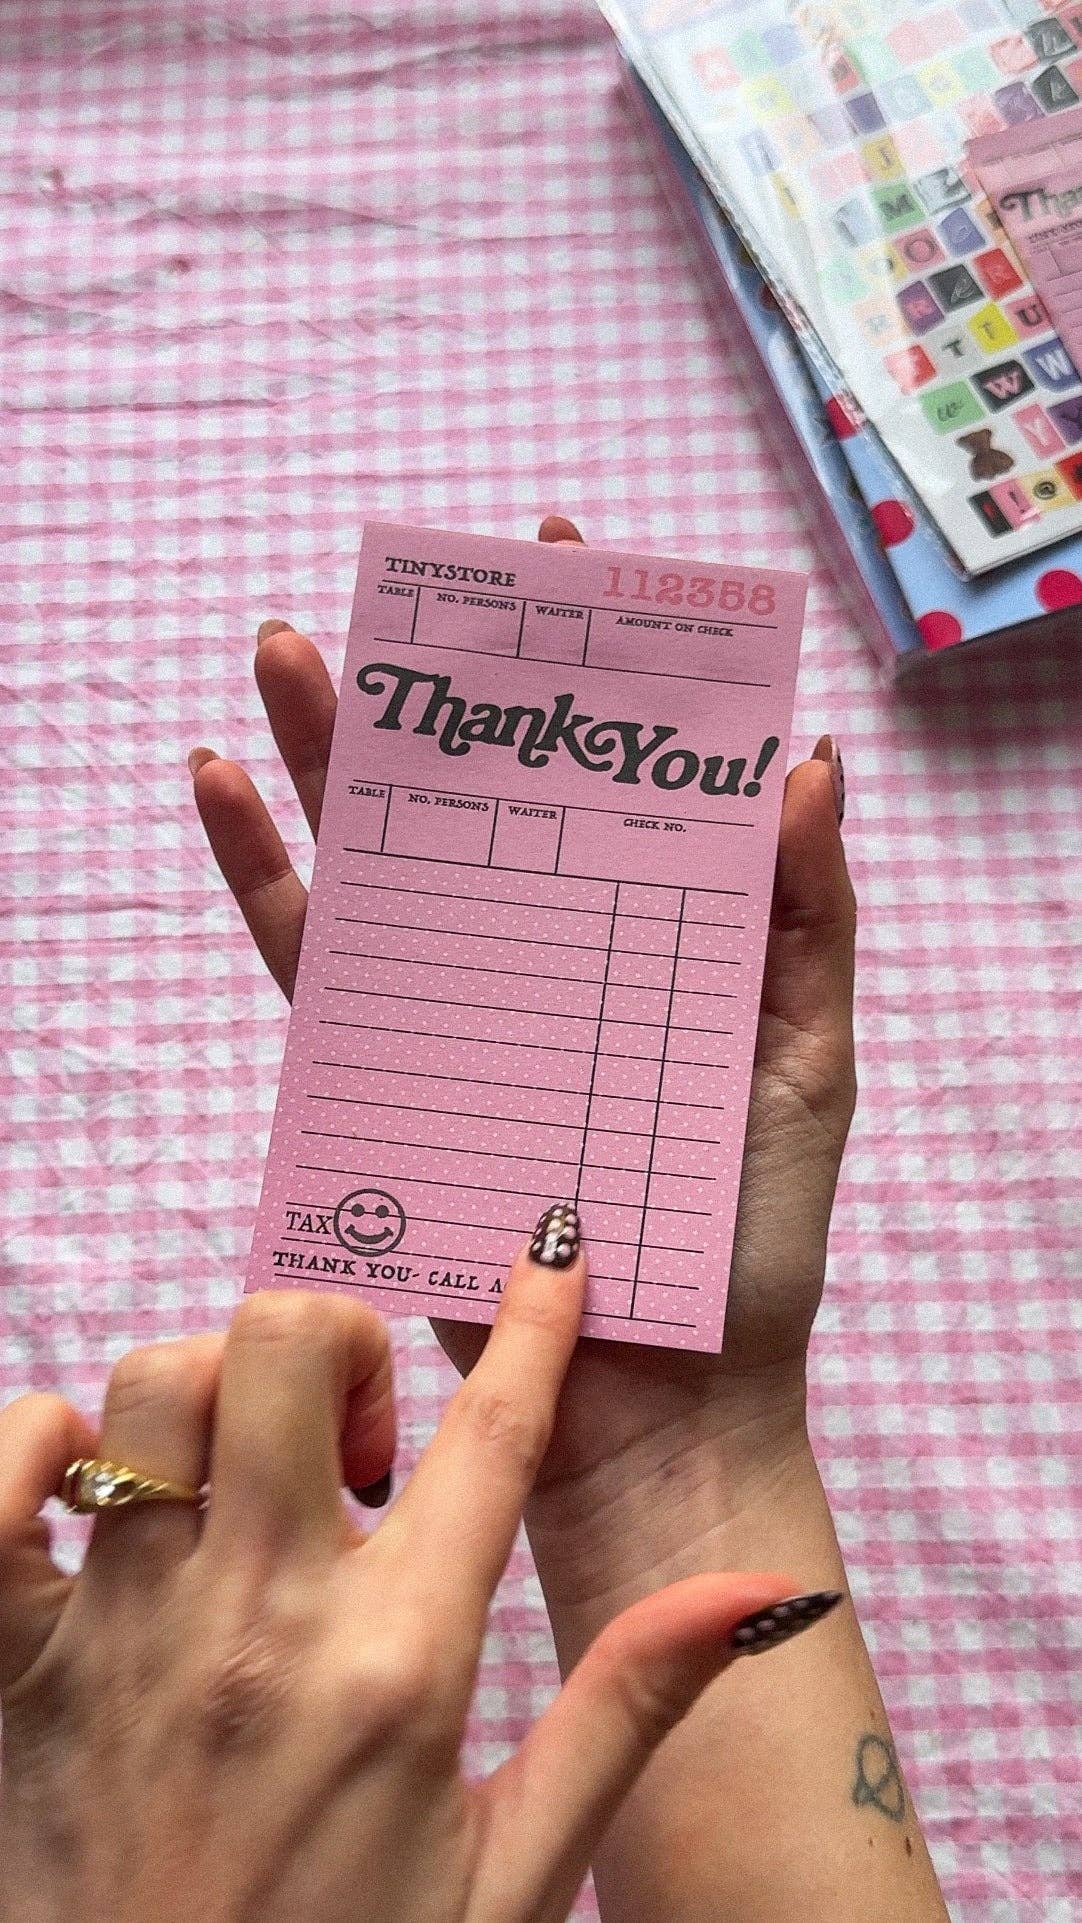 TINYSTORE 112358
TABLE NO. PERSONS WAITER AMOUNT ON CHECK
Thank You!
TABLE NO. PERSONS WAITER CHECK NO.
TAX
THANK YOU- CALL
M
T T U
W W W
Y
! @